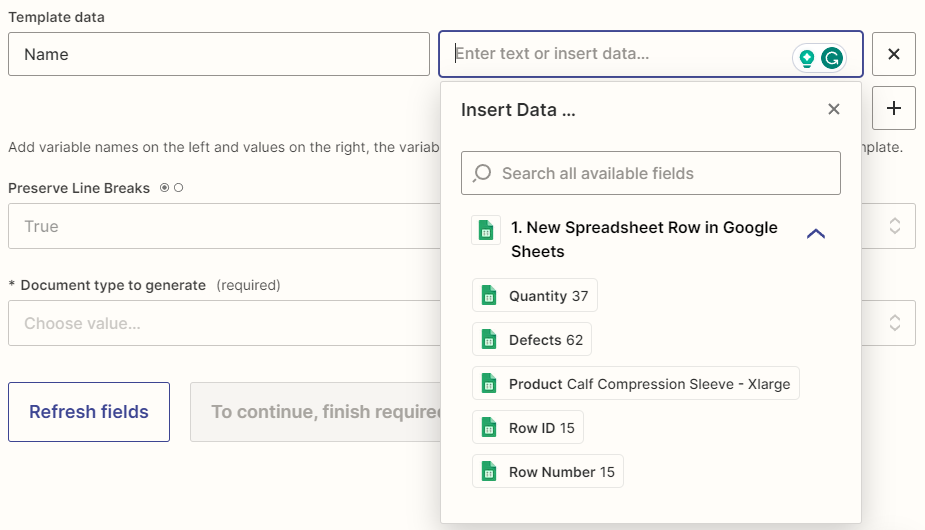 Template data
Name
Enter text or insert data...
Insert Data ...
Add variable names on the left and values on the right, the variab
plate.
Search all available fields
Preserve Line Breaks
True
1. New Spreadsheet Row in Google
Sheets
* Document type to generate (required)
Choose value...
Quantity 37
Defects 62
Product Calf Compression Sleeve - Xlarge
Refresh fields
To continue, finish require
Row ID 15
Row Number 15